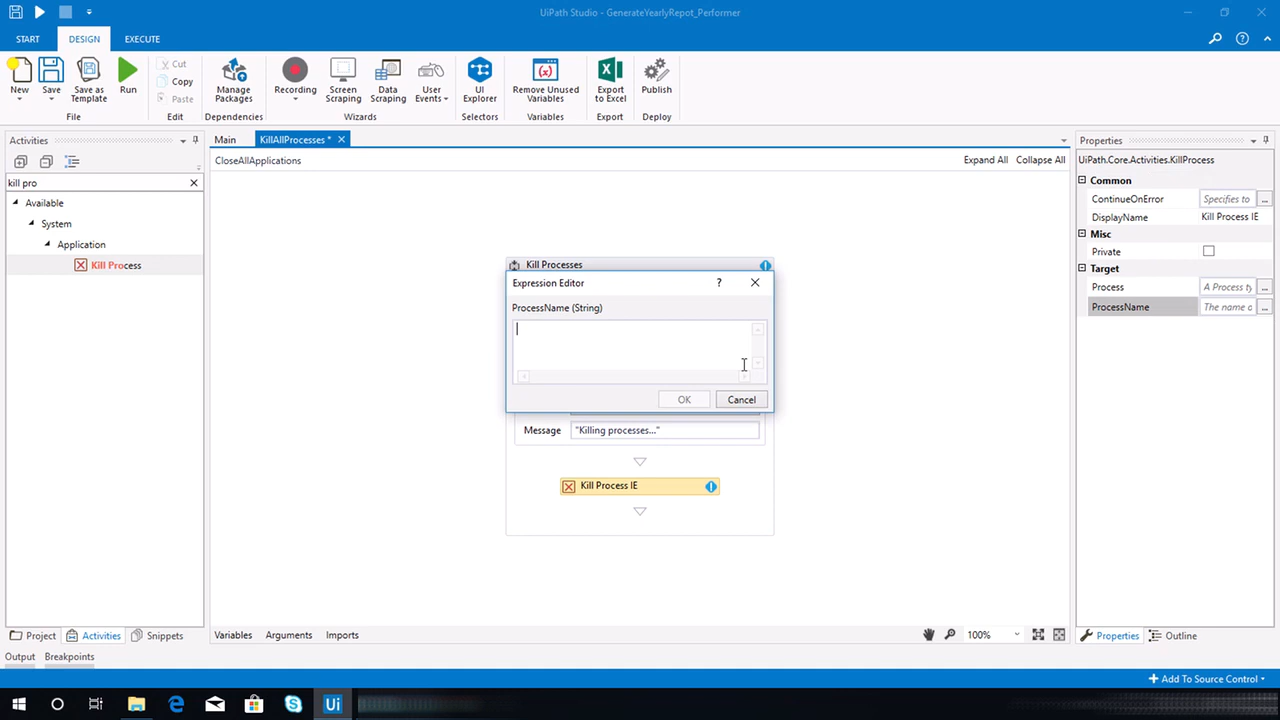 UiPath Studio - GenerateYearlyRepot_Performer
START
DESIGN
EXECUTE
New
Save
Save as Template
Run
Cut
Copy
Paste
Manage Packages
Recording
Screen Scraping
Data Scraping
User Events
UI Explorer
Remove Unused Variables
Export to Excel
Publish
File
Edit
Dependencies
Wizards
Selectors
Variables
Export
Deploy
Activities
kill pro
Available
System
Application
Kill Process
Main
KillAllProcesses *
CloseAllApplications
Expand All
Collapse All
Kill Processes
Expression Editor
?
ProcessName (String)
OK
Cancel
Message
"Killing processes..."
Kill Process IE
Properties
UiPath.Core.Activities.KillProcess
Common
ContinueOnError
Specifies to
...
DisplayName
Kill Process IE
Misc
Private
Target
Process
A Process ty
...
ProcessName
The name o
...
Project
Activities
Snippets
Variables
Arguments
Imports
100%
Properties
Outline
Output
Breakpoints
Add To Source Control
Ui